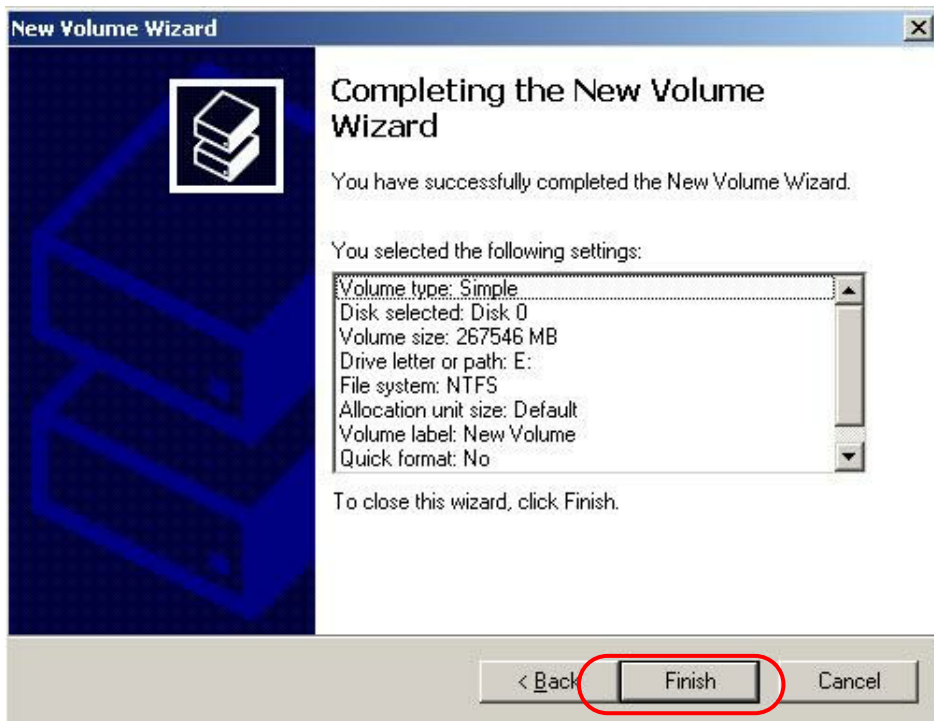 New Volume Wizard
Completing the New Volume
Wizard
You have successfully completed the New Volume Wizard.
You selected the following settings:
Volume type: Simple
Disk selected: Disk 0
Volume size: 267546 MB
Drive letter or path: E:
File system: NTFS
Allocation unit size: Default
Volume label: New Volume
Quick format: No
To close this wizard, click Finish.
< Back Finish Cancel